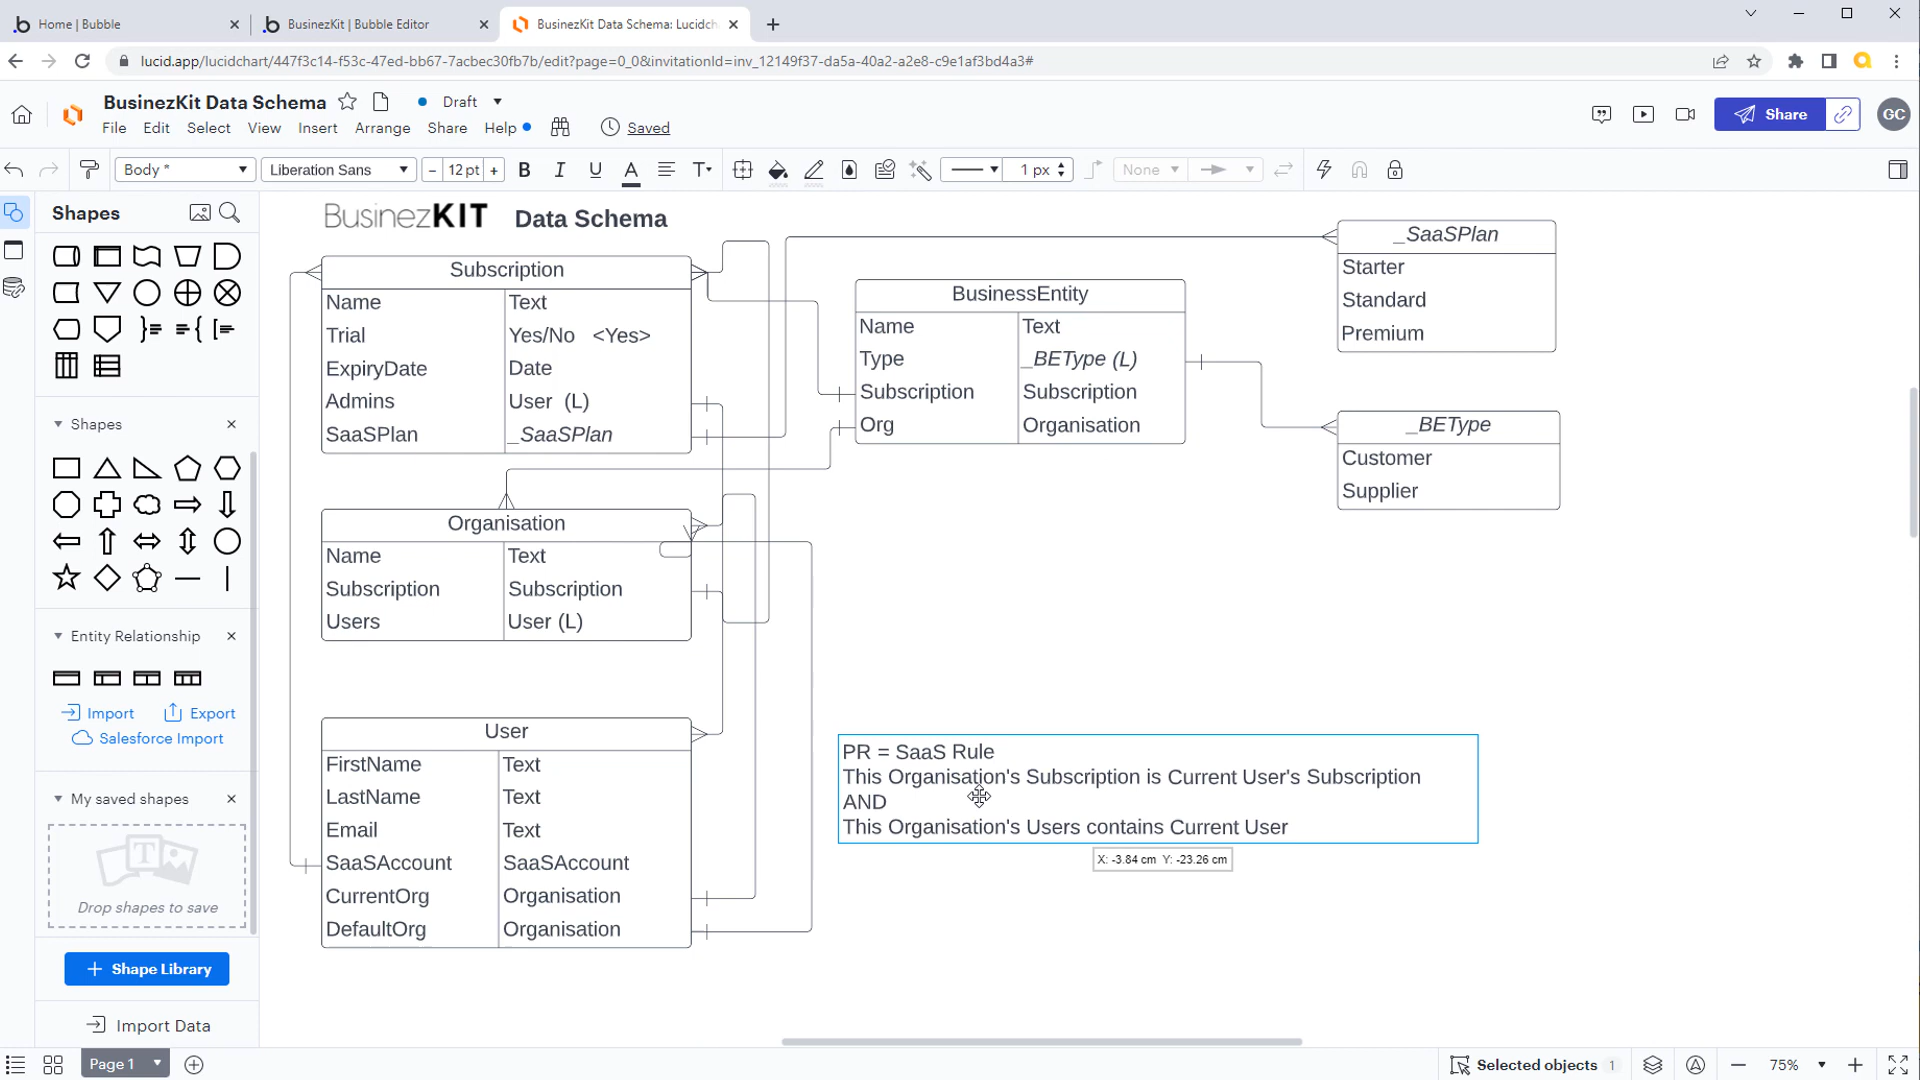 Home | Bubble
BusinezKit | Bubble Editor
BusinezKit Data Schema: Lucidch
lucid.app/lucidchart/447f3c14-f53c-47ed-bb67-7acbec30fb7b/edit?page=0_0&invitationId=inv_12149f37-da5a-40a2-a2e8-c9e1af3bd4a3#
BusinezKit Data Schema
Draft
File Edit Select View Insert Arrange Share Help
Saved
Share
GC
Body *
Liberation Sans
− 12 pt +
B I U A T
1 px
None
Shapes
Shapes
Entity Relationship
Import
Export
Salesforce Import
My saved shapes
Drop shapes to save
+ Shape Library
Import Data
BusinezKIT Data Schema
Subscription
Name Text
Trial Yes/No <Yes>
ExpiryDate Date
Admins User (L)
SaaSPlan _SaaSPlan
Organisation
Name Text
Subscription Subscription
Users User (L)
User
FirstName Text
LastName Text
Email Text
SaaSAccount SaaSAccount
CurrentOrg Organisation
DefaultOrg Organisation
BusinessEntity
Name Text
Type _BEType (L)
Subscription Subscription
Org Organisation
_SaaSPlan
Starter
Standard
Premium
_BEType
Customer
Supplier
PR = SaaS Rule
This Organisation's Subscription is Current User's Subscription
AND
This Organisation's Users contains Current User
X: -3.84 cm Y: -23.26 cm
Page 1
Selected objects 1
75%